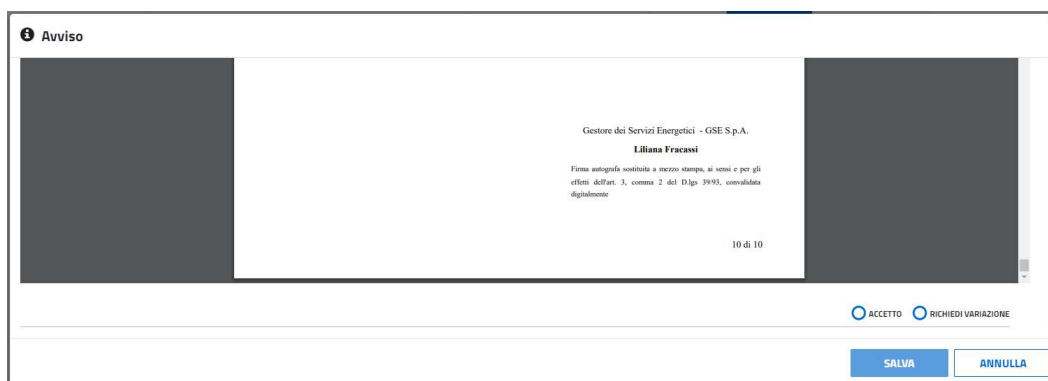 Avviso
Gestore dei Servizi Energetici - GSE S.p.A.
Liliana Fracassi
Firma autografa sostituita a mezzo stampa, ai sensi e per gli
effetti dell'art. 3, comma 2 del D.lgs 39/93, convalidata
digitalmente
10 di 10
ACCETTO RICHIEDI VARIAZIONE
SALVA ANNULLA